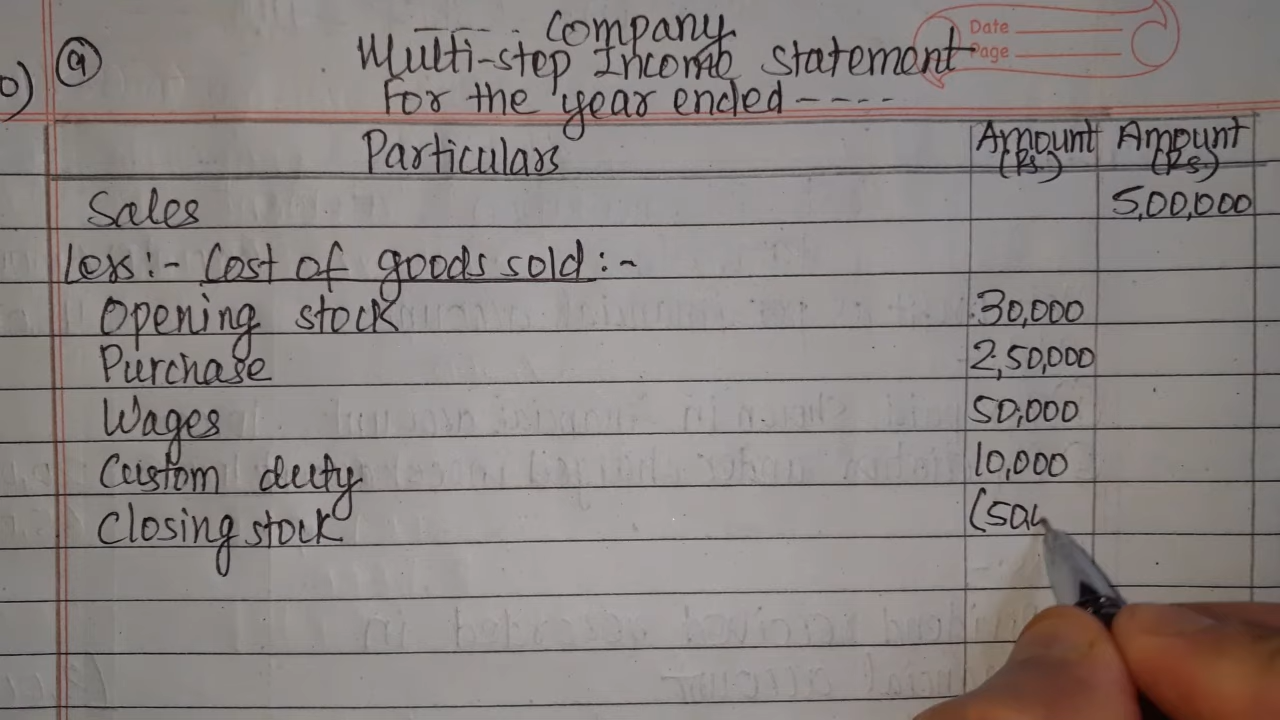 Date
Page
b) (a)
---- Company
Multi-step Income Statement
For the year ended ----
Particulars Amount (Rs.) Amount (Rs)
Sales 5,00,000
Less:- Cost of goods sold:-
Opening stock 30,000
Purchase 2,50,000
Wages 50,000
Custom duty 10,000
Closing stock (50,